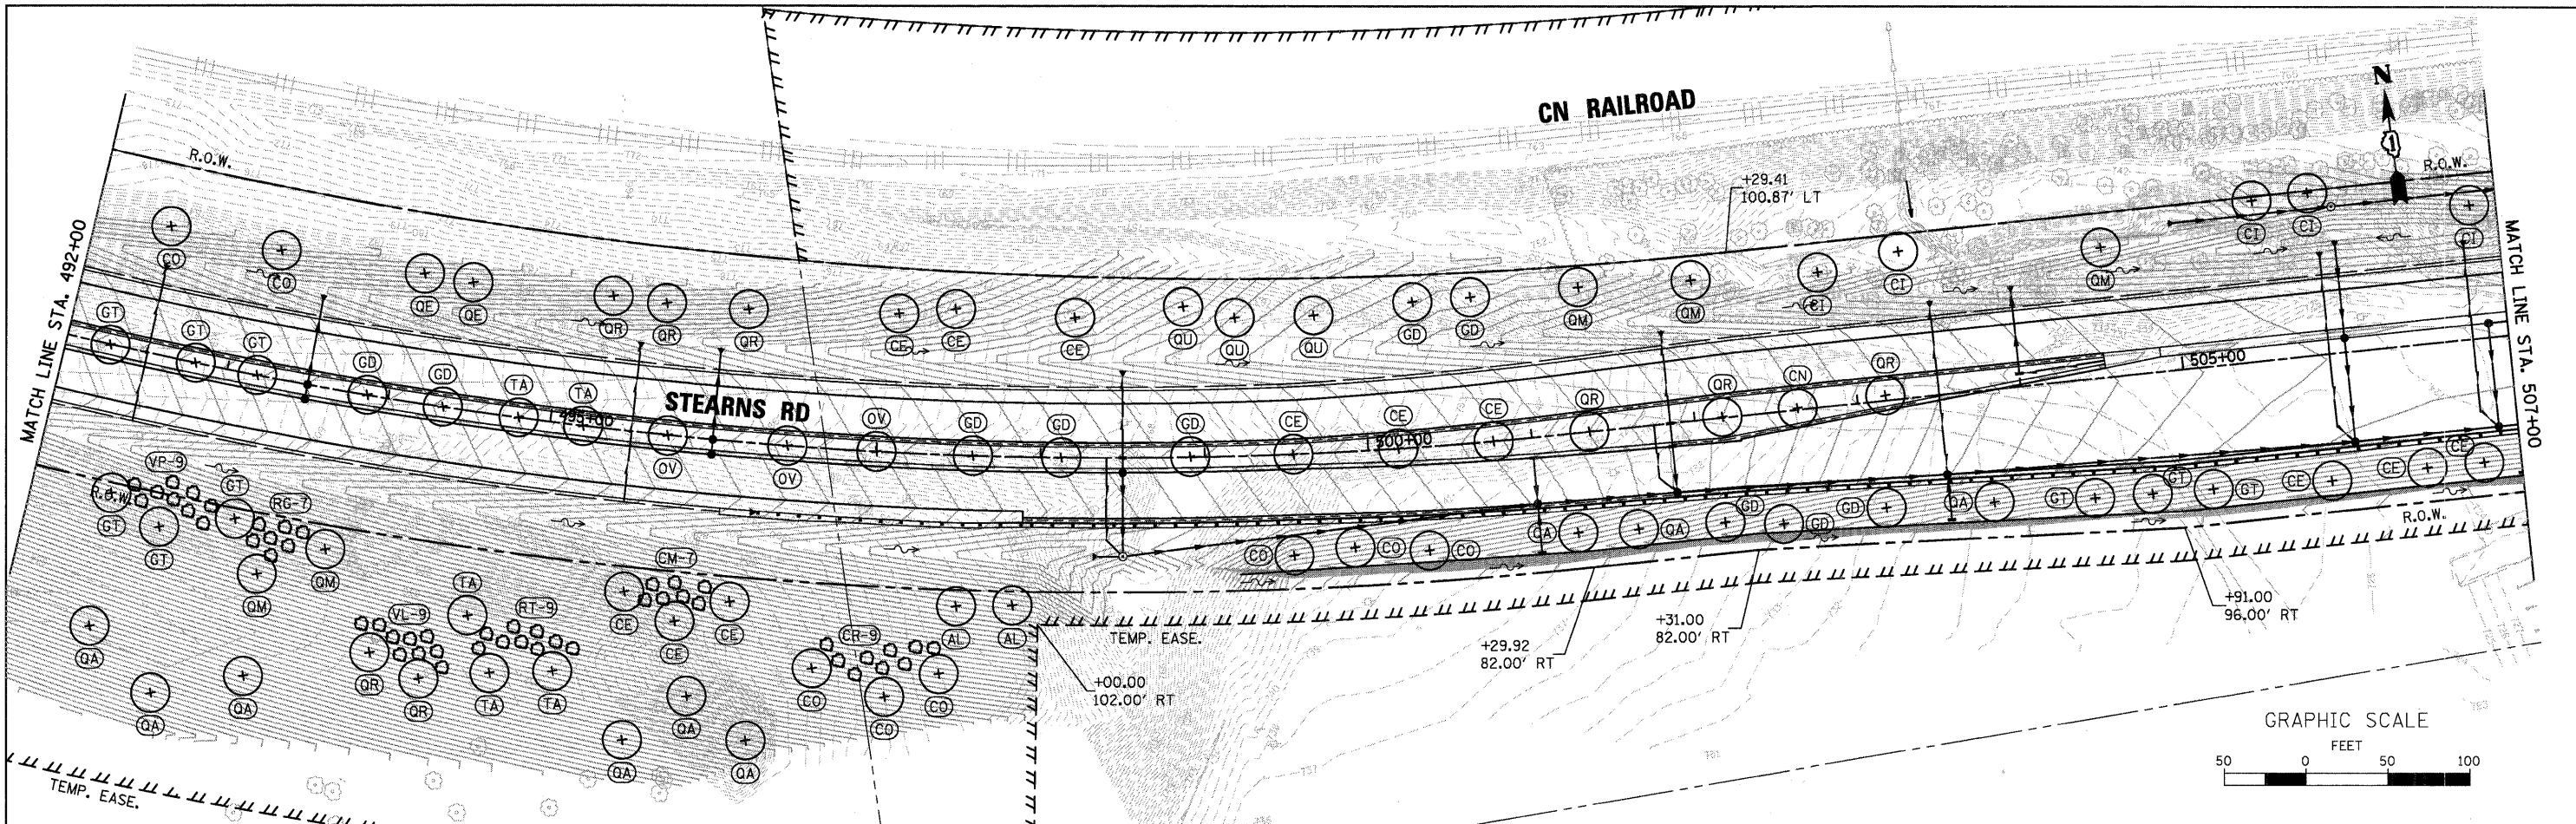 CN RAILROAD
N
1
R.O.W.
R.O.W.
+29.41
100.87' LT
MATCH LINE STA. 492+00
MATCH LINE STA. 507+00
CO
CO
QE
QE
QR
QR
QR
CE
CE
CE
QU
QU
QU
GD
GD
QM
QM
CI
CI
QM
CI
CI
CI
GT
GT
GT
GD
GD
TA
TA
495+00
STEARNS RD
OV
OV
OV
GD
GD
GD
CE
CE
500+00
CE
QR
QR
CN
QR
505+00
R.O.W.
VP-9
GT
GT
GT
RG-7
QM
QM
CM-7
CE
CE
CE
TA
VL-9
RT-9
QR
QR
TA
TA
CR-9
CO
CO
CO
AL
AL
QA
QA
QA
QA
QA
QA
CO
CO
CO
QA
QA
GD
GD
GD
QA
GT
GT
GT
CE
CE
CE
R.O.W.
TEMP. EASE.
+00.00
102.00' RT
+29.92
82.00' RT
+31.00
82.00' RT
+91.00
96.00' RT
TEMP. EASE.
GRAPHIC SCALE
FEET
50 0 50 100